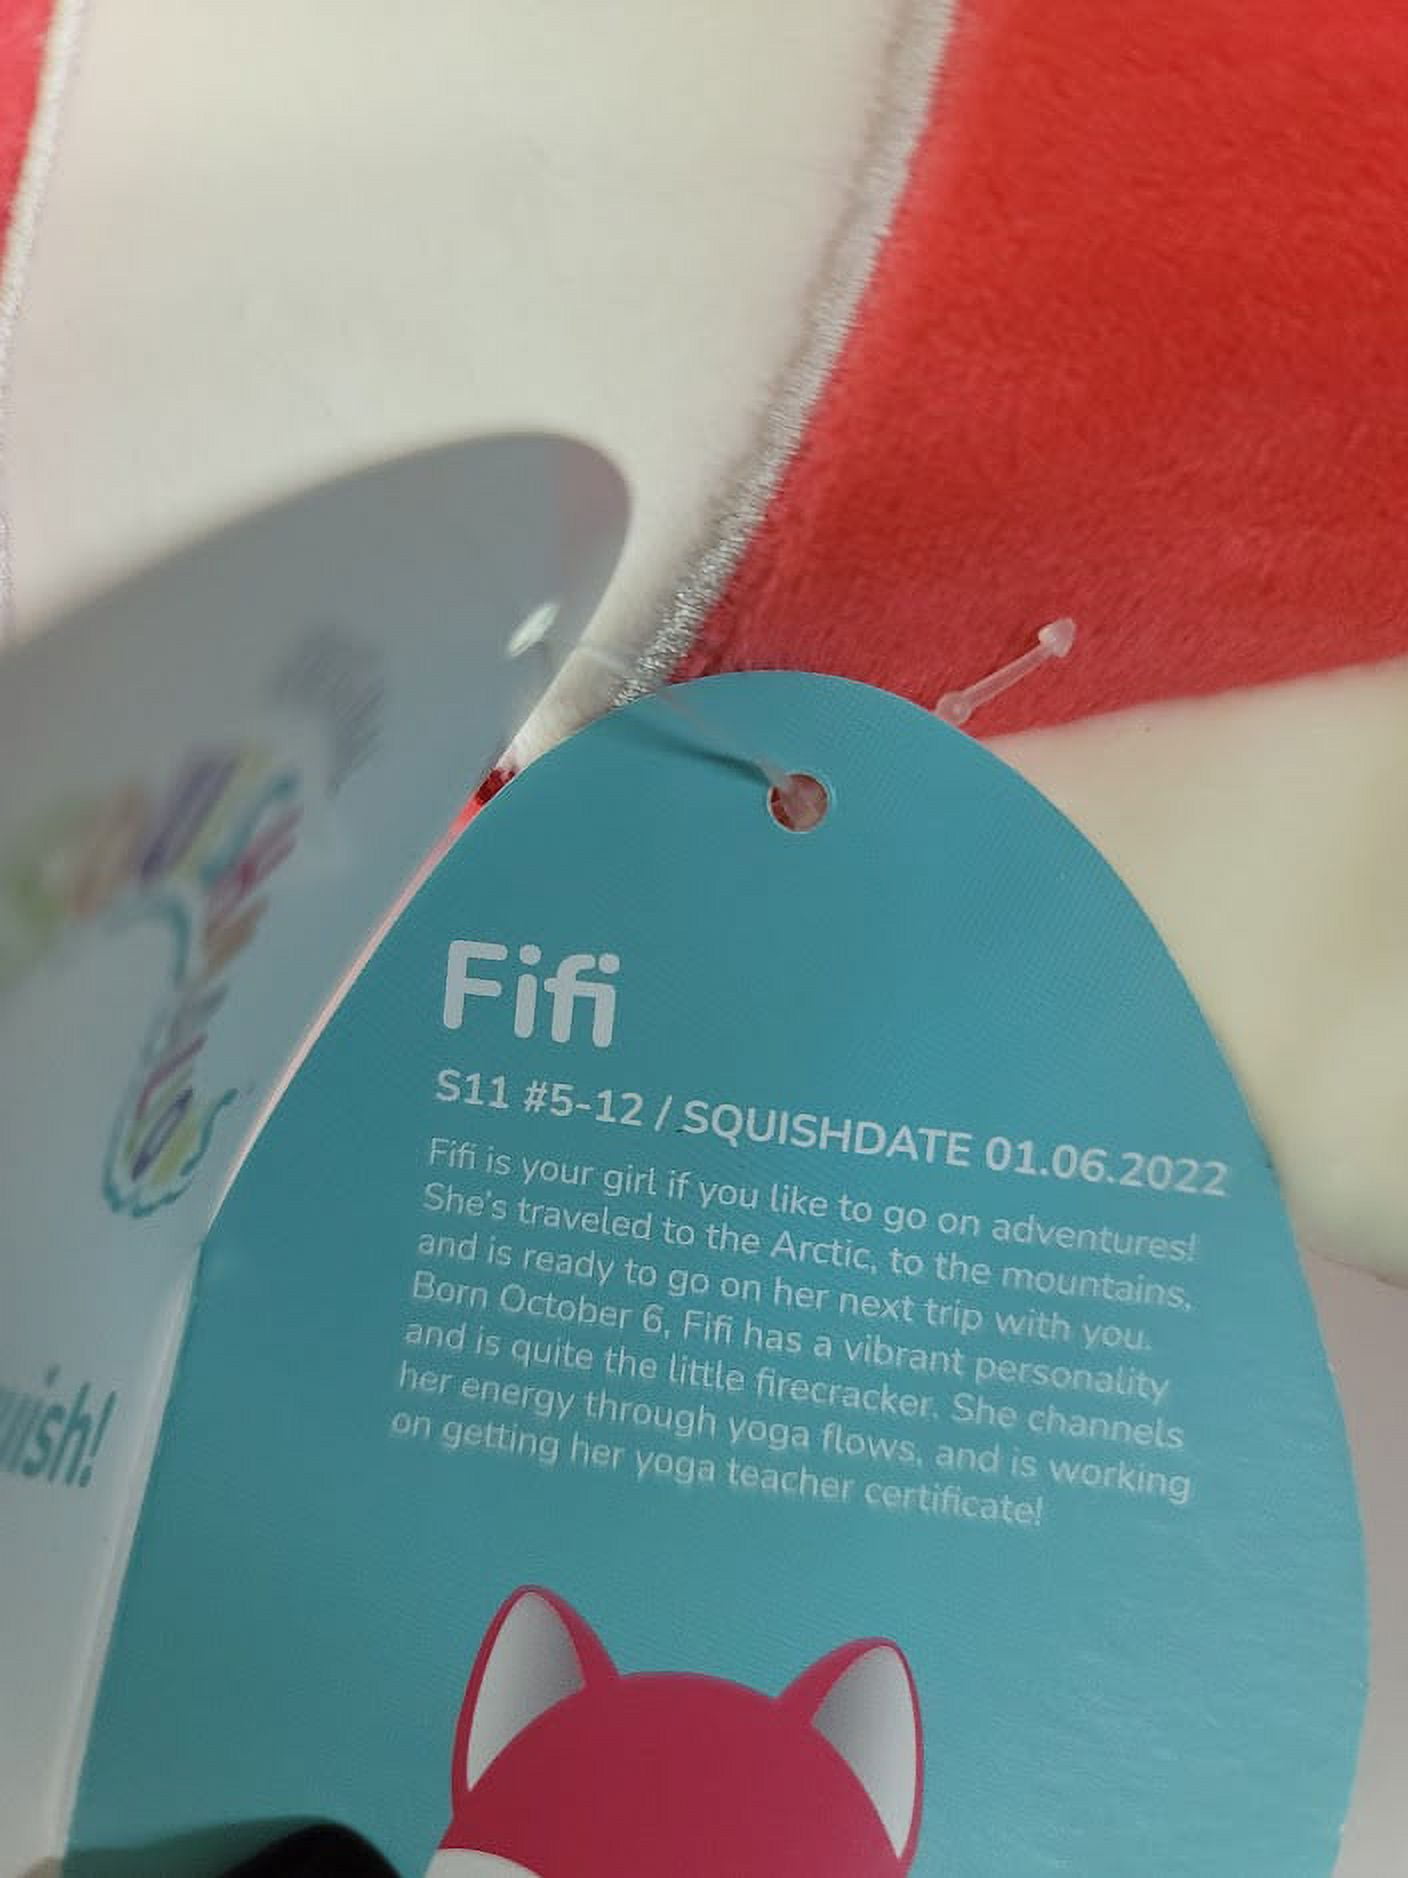 Fifi
S11 #5-12 / SQUISHDATE 01.06.2022
Fifi is your girl if you like to go on adventures!
She's traveled to the Arctic, to the mountains,
and is ready to go on her next trip with you.
Born October 6, Fifi has a vibrant personality
and is quite the little firecracker. She channels
her energy through yoga flows, and is working
on getting her yoga teacher certificate!